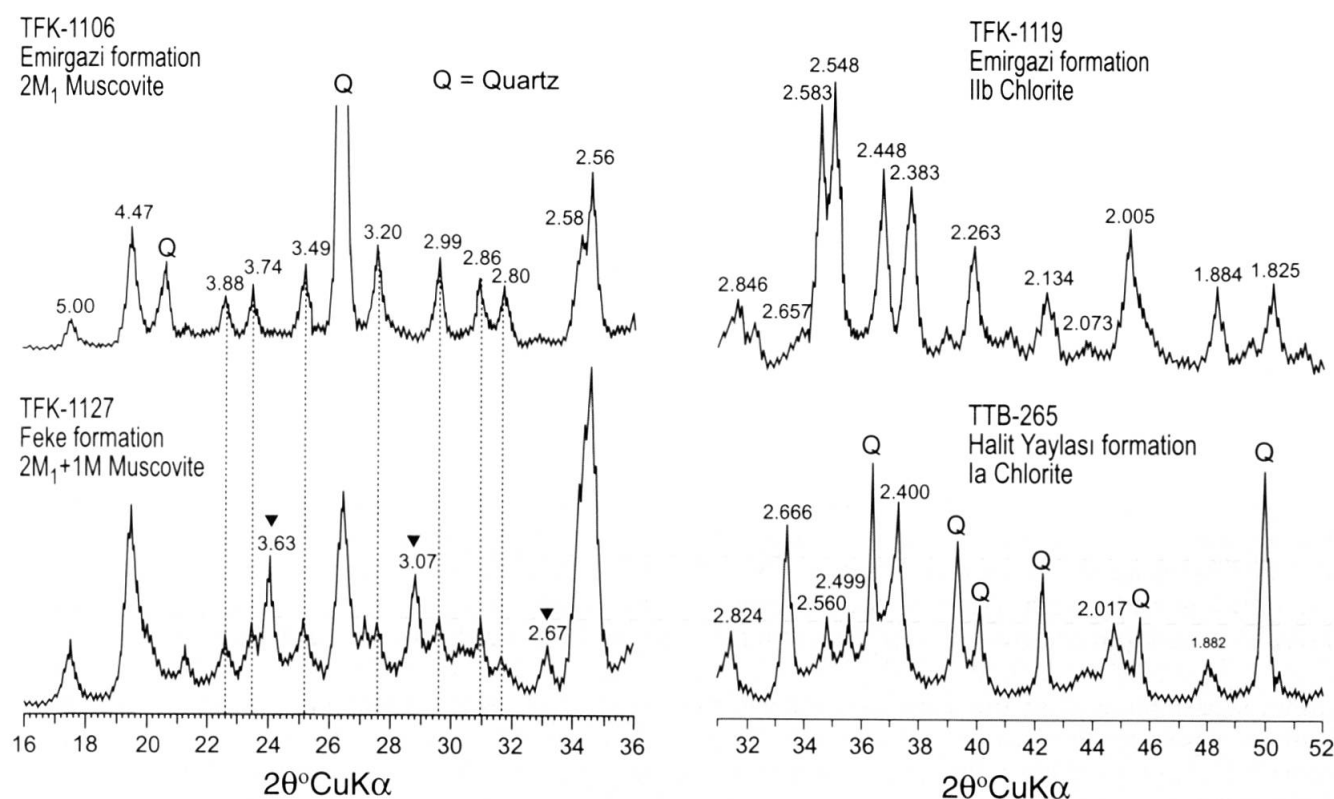 TFK-1106
Emirgazi formation
2M₁ Muscovite
Q = Quartz
5.00
4.47
Q
3.88
3.74
3.49
Q
3.20
2.99
2.86
2.80
2.58
2.56
TFK-1127
Feke formation
2M₁+1M Muscovite
3.63
3.07
2.67
16 18 20 22 24 26 28 30 32 34 36
2θ°CuKα
TFK-1119
Emirgazi formation
IIb Chlorite
2.846
2.657
2.583
2.548
2.448
2.383
2.263
2.134
2.073
2.005
1.884
1.825
TTB-265
Halit Yaylası formation
Ia Chlorite
2.824
2.666
2.560
2.499
Q
2.400
Q
Q
Q
2.017
Q
1.882
Q
32 34 36 38 40 42 44 46 48 50 52
2θ°CuKα